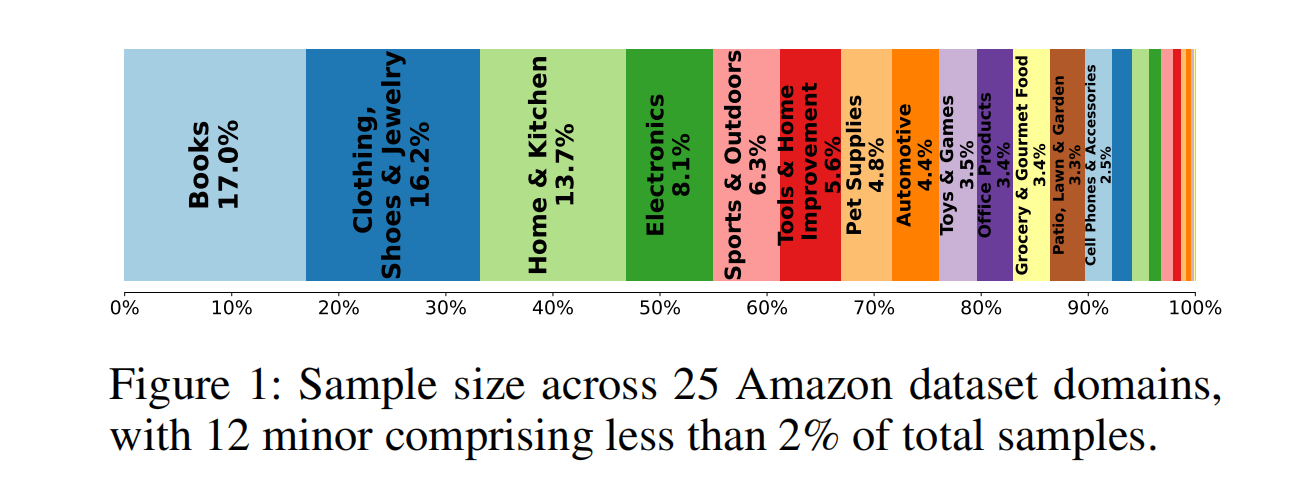 Books
17.0%
Clothing,
Shoes & Jewelry
16.2%
Home & Kitchen
13.7%
Electronics
8.1%
Sports & Outdoors
6.3%
Tools & Home
Improvement
5.6%
Pet Supplies
4.8%
Automotive
4.4%
Toys & Games
3.5%
Office Products
3.4%
Grocery & Gourmet Food
3.4%
Patio, Lawn & Garden
3.3%
Cell Phones & Accessories
2.5%
0% 10% 20% 30% 40% 50% 60% 70% 80% 90% 100%
Figure 1: Sample size across 25 Amazon dataset domains,
with 12 minor comprising less than 2% of total samples.